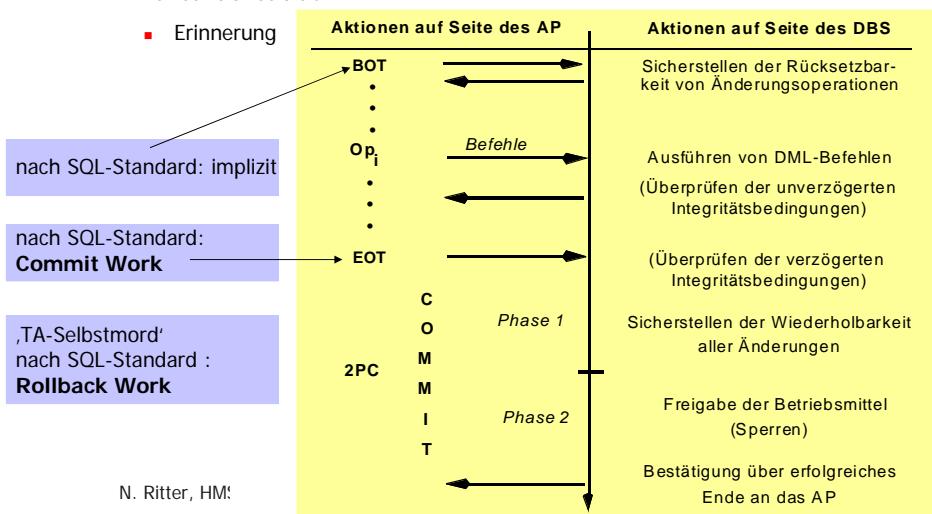 Erinnerung
Aktionen auf Seite des AP
Aktionen auf Seite des DBS
BOT
Sicherstellen der Rücksetzbar-
keit von Änderungsoperationen
nach SQL-Standard: implizit
Op i
Befehle
Ausführen von DML-Befehlen
(Überprüfen der unverzögerten
Integritätsbedingungen)
nach SQL-Standard:
Commit Work
EOT
(Überprüfen der verzögerten
Integritätsbedingungen)
‚TA-Selbstmord‘
nach SQL-Standard :
Rollback Work
2PC
COMMIT
Phase 1
Sicherstellen der Wiederholbarkeit
aller Änderungen
Phase 2
Freigabe der Betriebsmittel
(Sperren)
Bestätigung über erfolgreiches
Ende an das AP
N. Ritter, HMS